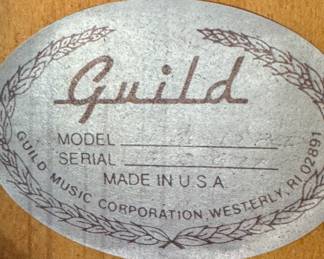 Guild
MODEL
SERIAL
MADE IN U.S.A.
GUILD MUSIC CORPORATION, WESTERLY, RI 02891